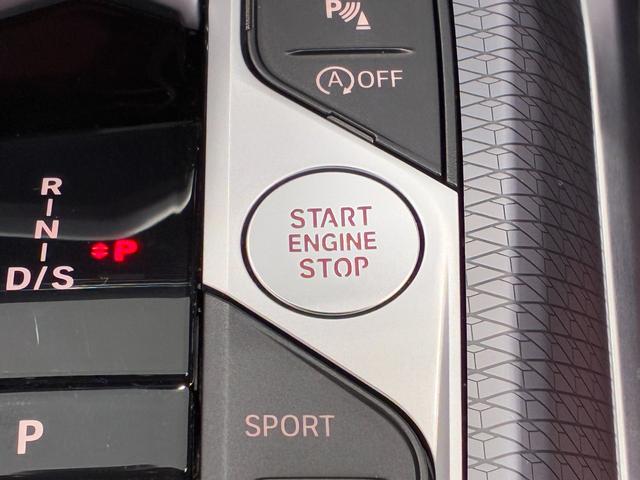 P
A OFF
START
ENGINE
STOP
R
N
D/S
P
SPORT
P